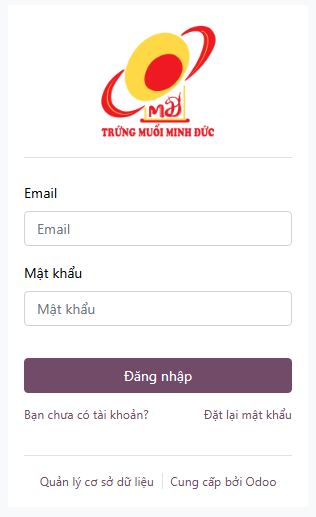 MĐ
TRỨNG MUỐI MINH ĐỨC
Email
Email
Mật khẩu
Mật khẩu
Đăng nhập
Bạn chưa có tài khoản? Đặt lại mật khẩu
Quản lý cơ sở dữ liệu Cung cấp bởi Odoo